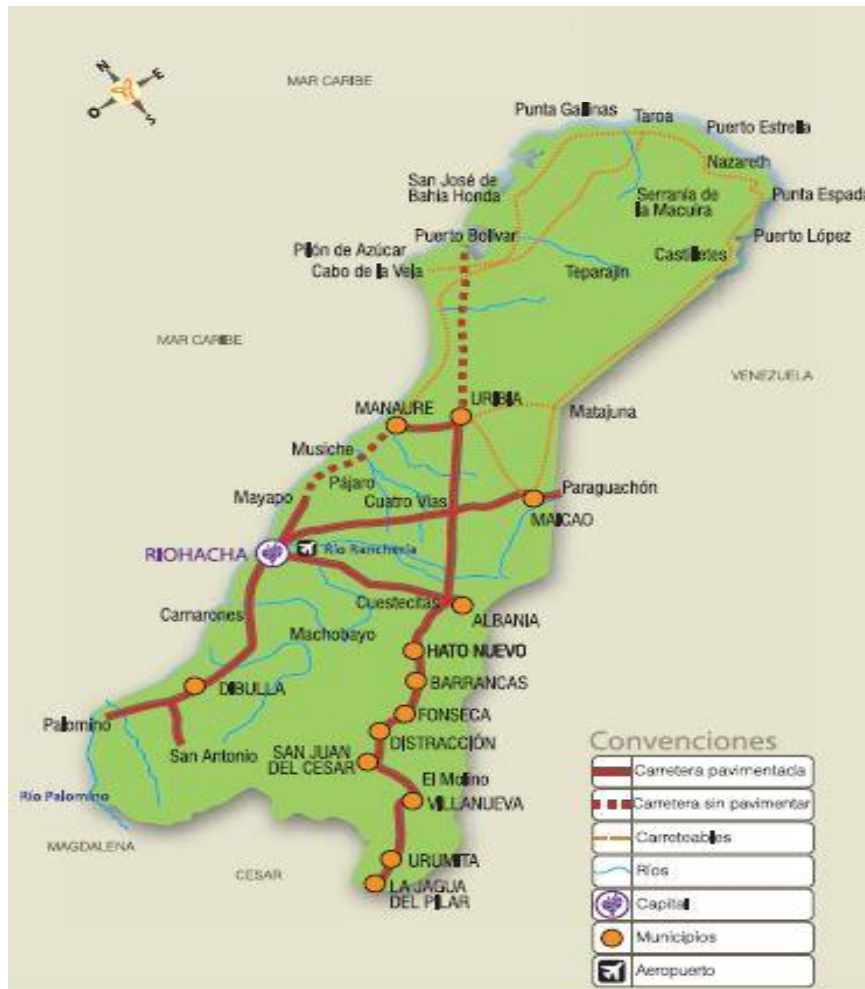 N
E
O
S
MAR CARIBE
Punta Gallinas
Taroa
Puerto Estrella
Nazareth
San José de
Bahía Honda
Serranía de
la Macuira
Punta Espada
Puerto Bolívar
Puerto López
Pilón de Azúcar
Castilletes
Cabo de la Vela
Teparajin
MAR CARIBE
VENEZUELA
MANAURE
URIBIA
Matajuna
Musiche
Pájaro
Paraguachón
Mayapo
Cuatro Vías
MAICAO
RIOHACHA
Río Ranchería
Camarones
Cuestecitas
ALBANIA
Machobayo
HATO NUEVO
BARRANCAS
DIBULLA
FONSECA
Palomino
DISTRACCIÓN
San Antonio
SAN JUAN
DEL CESAR
El Molino
Río Palomino
VILLANUEVA
MAGDALENA
CESAR
URUMITA
LA JAGUA
DEL PILAR
Convenciones
Carretera pavimentada
Carretera sin pavimentar
Carreteables
Ríos
Capital
Municipios
Aeropuerto